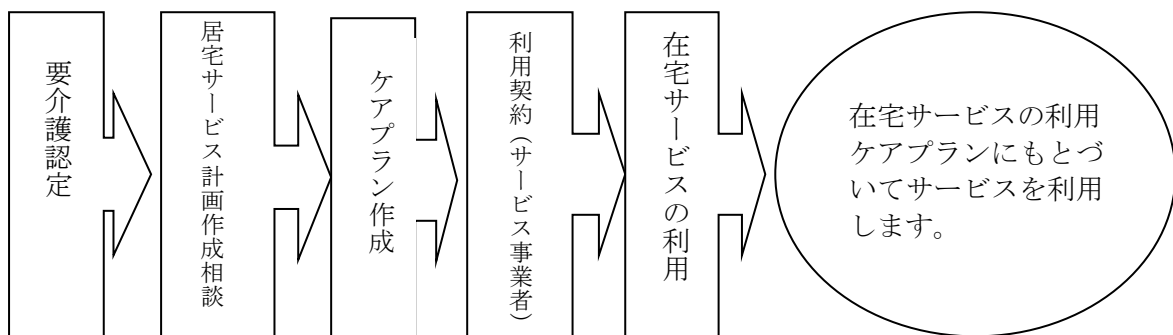 要介護認定
居宅サービス計画作成相談
ケアプラン作成
利用契約（サービス事業者）
在宅サービスの利用
在宅サービスの利用
ケアプランにもとづ
いてサービスを利用
します。